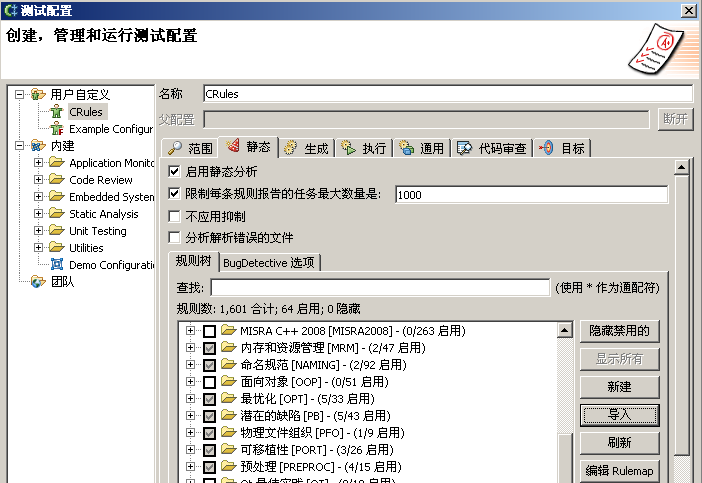 测试配置
创建，管理和运行测试配置
用户自定义
CRules
Example Configur
内建
Application Monito
Code Review
Embedded System
Static Analysis
Unit Testing
Utilities
Demo Configuratio
团队
名称 CRules
父配置 断开
范围 静态 生成 执行 通用 代码审查 目标
启用静态分析
限制每条规则报告的任务最大数量是: 1000
不应用抑制
分析解析错误的文件
规则树 BugDetective 选项
查找: (使用 * 作为通配符)
规则数: 1,601 合计; 64 启用; 0 隐藏
MISRA C++ 2008 [MISRA2008] - (0/263 启用)
内存和资源管理 [MRM] - (2/47 启用)
命名规范 [NAMING] - (2/92 启用)
面向对象 [OOP] - (0/51 启用)
最优化 [OPT] - (5/33 启用)
潜在的缺陷 [PB] - (5/43 启用)
物理文件组织 [PFO] - (1/9 启用)
可移植性 [PORT] - (3/26 启用)
预处理 [PREPROC] - (4/15 启用)
隐藏禁用的
显示所有
新建
导入
刷新
编辑 Rulemap